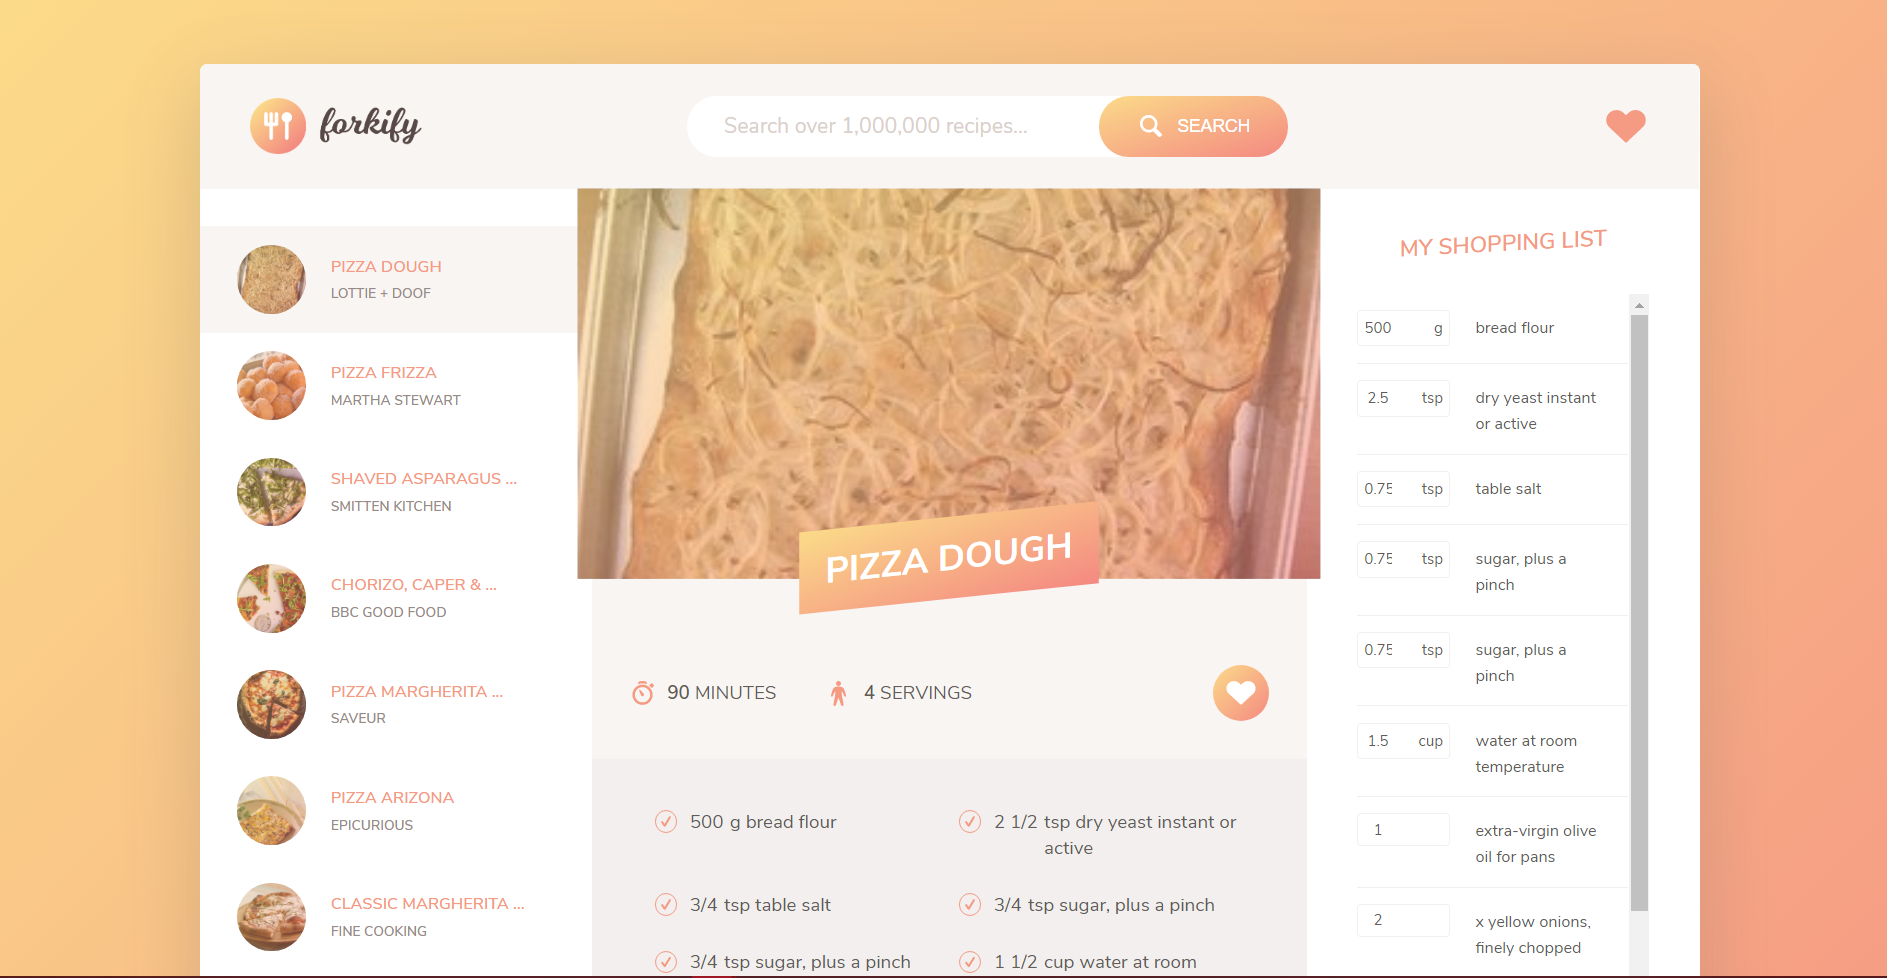 forkify
Search over 1,000,000 recipes...
SEARCH
PIZZA DOUGH
LOTTIE + DOOF
PIZZA FRIZZA
MARTHA STEWART
SHAVED ASPARAGUS ...
SMITTEN KITCHEN
CHORIZO, CAPER & ...
BBC GOOD FOOD
PIZZA MARGHERITA ...
SAVEUR
PIZZA ARIZONA
EPICURIOUS
CLASSIC MARGHERITA ...
FINE COOKING
PIZZA DOUGH
90 MINUTES
4 SERVINGS
500 g bread flour
2 1/2 tsp dry yeast instant or
active
3/4 tsp table salt
3/4 tsp sugar, plus a pinch
3/4 tsp sugar, plus a pinch
1 1/2 cup water at room
MY SHOPPING LIST
500 g bread flour
2.5 tsp dry yeast instant
or active
0.75 tsp table salt
0.75 tsp sugar, plus a
pinch
0.75 tsp sugar, plus a
pinch
1.5 cup water at room
temperature
1 extra-virgin olive
oil for pans
2 x yellow onions,
finely chopped